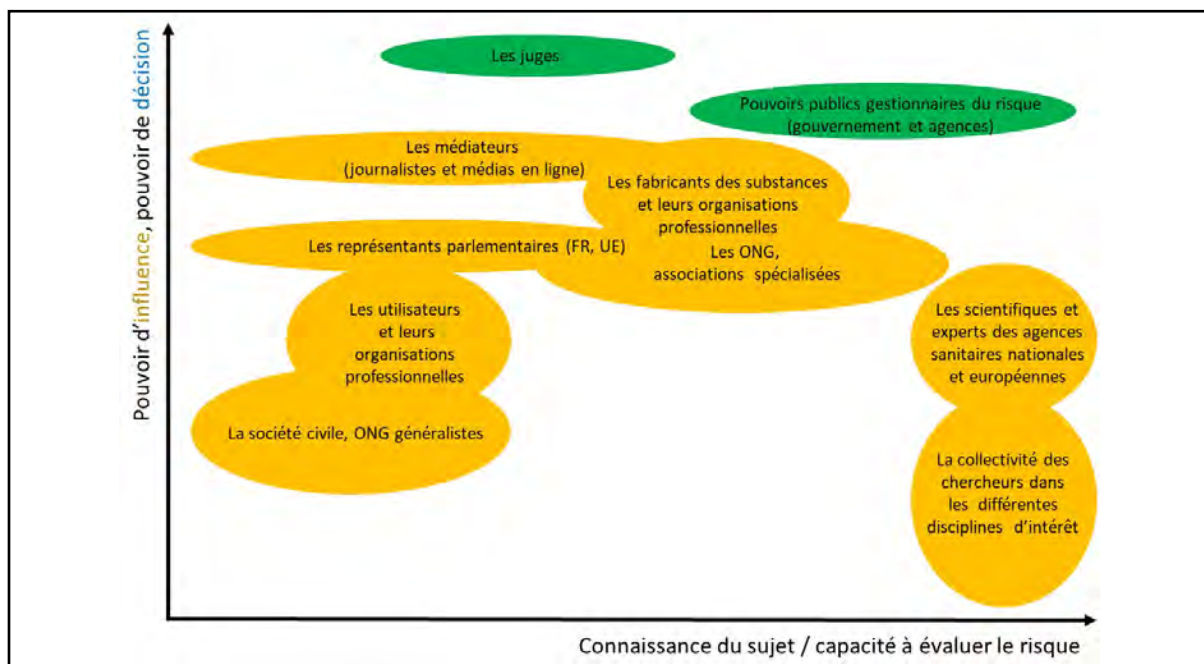 Pouvoir d'influence, pouvoir de décision
Les juges
Pouvoirs publics gestionnaires du risque
(gouvernement et agences)
Les médiateurs
(journalistes et médias en ligne)
Les fabricants des substances
et leurs organisations
professionnelles
Les représentants parlementaires (FR, UE)
Les ONG,
associations spécialisées
Les utilisateurs
et leurs
organisations
professionnelles
Les scientifiques et
experts des agences
sanitaires nationales
et européennes
La société civile, ONG généralistes
La collectivité des
chercheurs dans
les différentes
disciplines d'intérêt
Connaissance du sujet / capacité à évaluer le risque